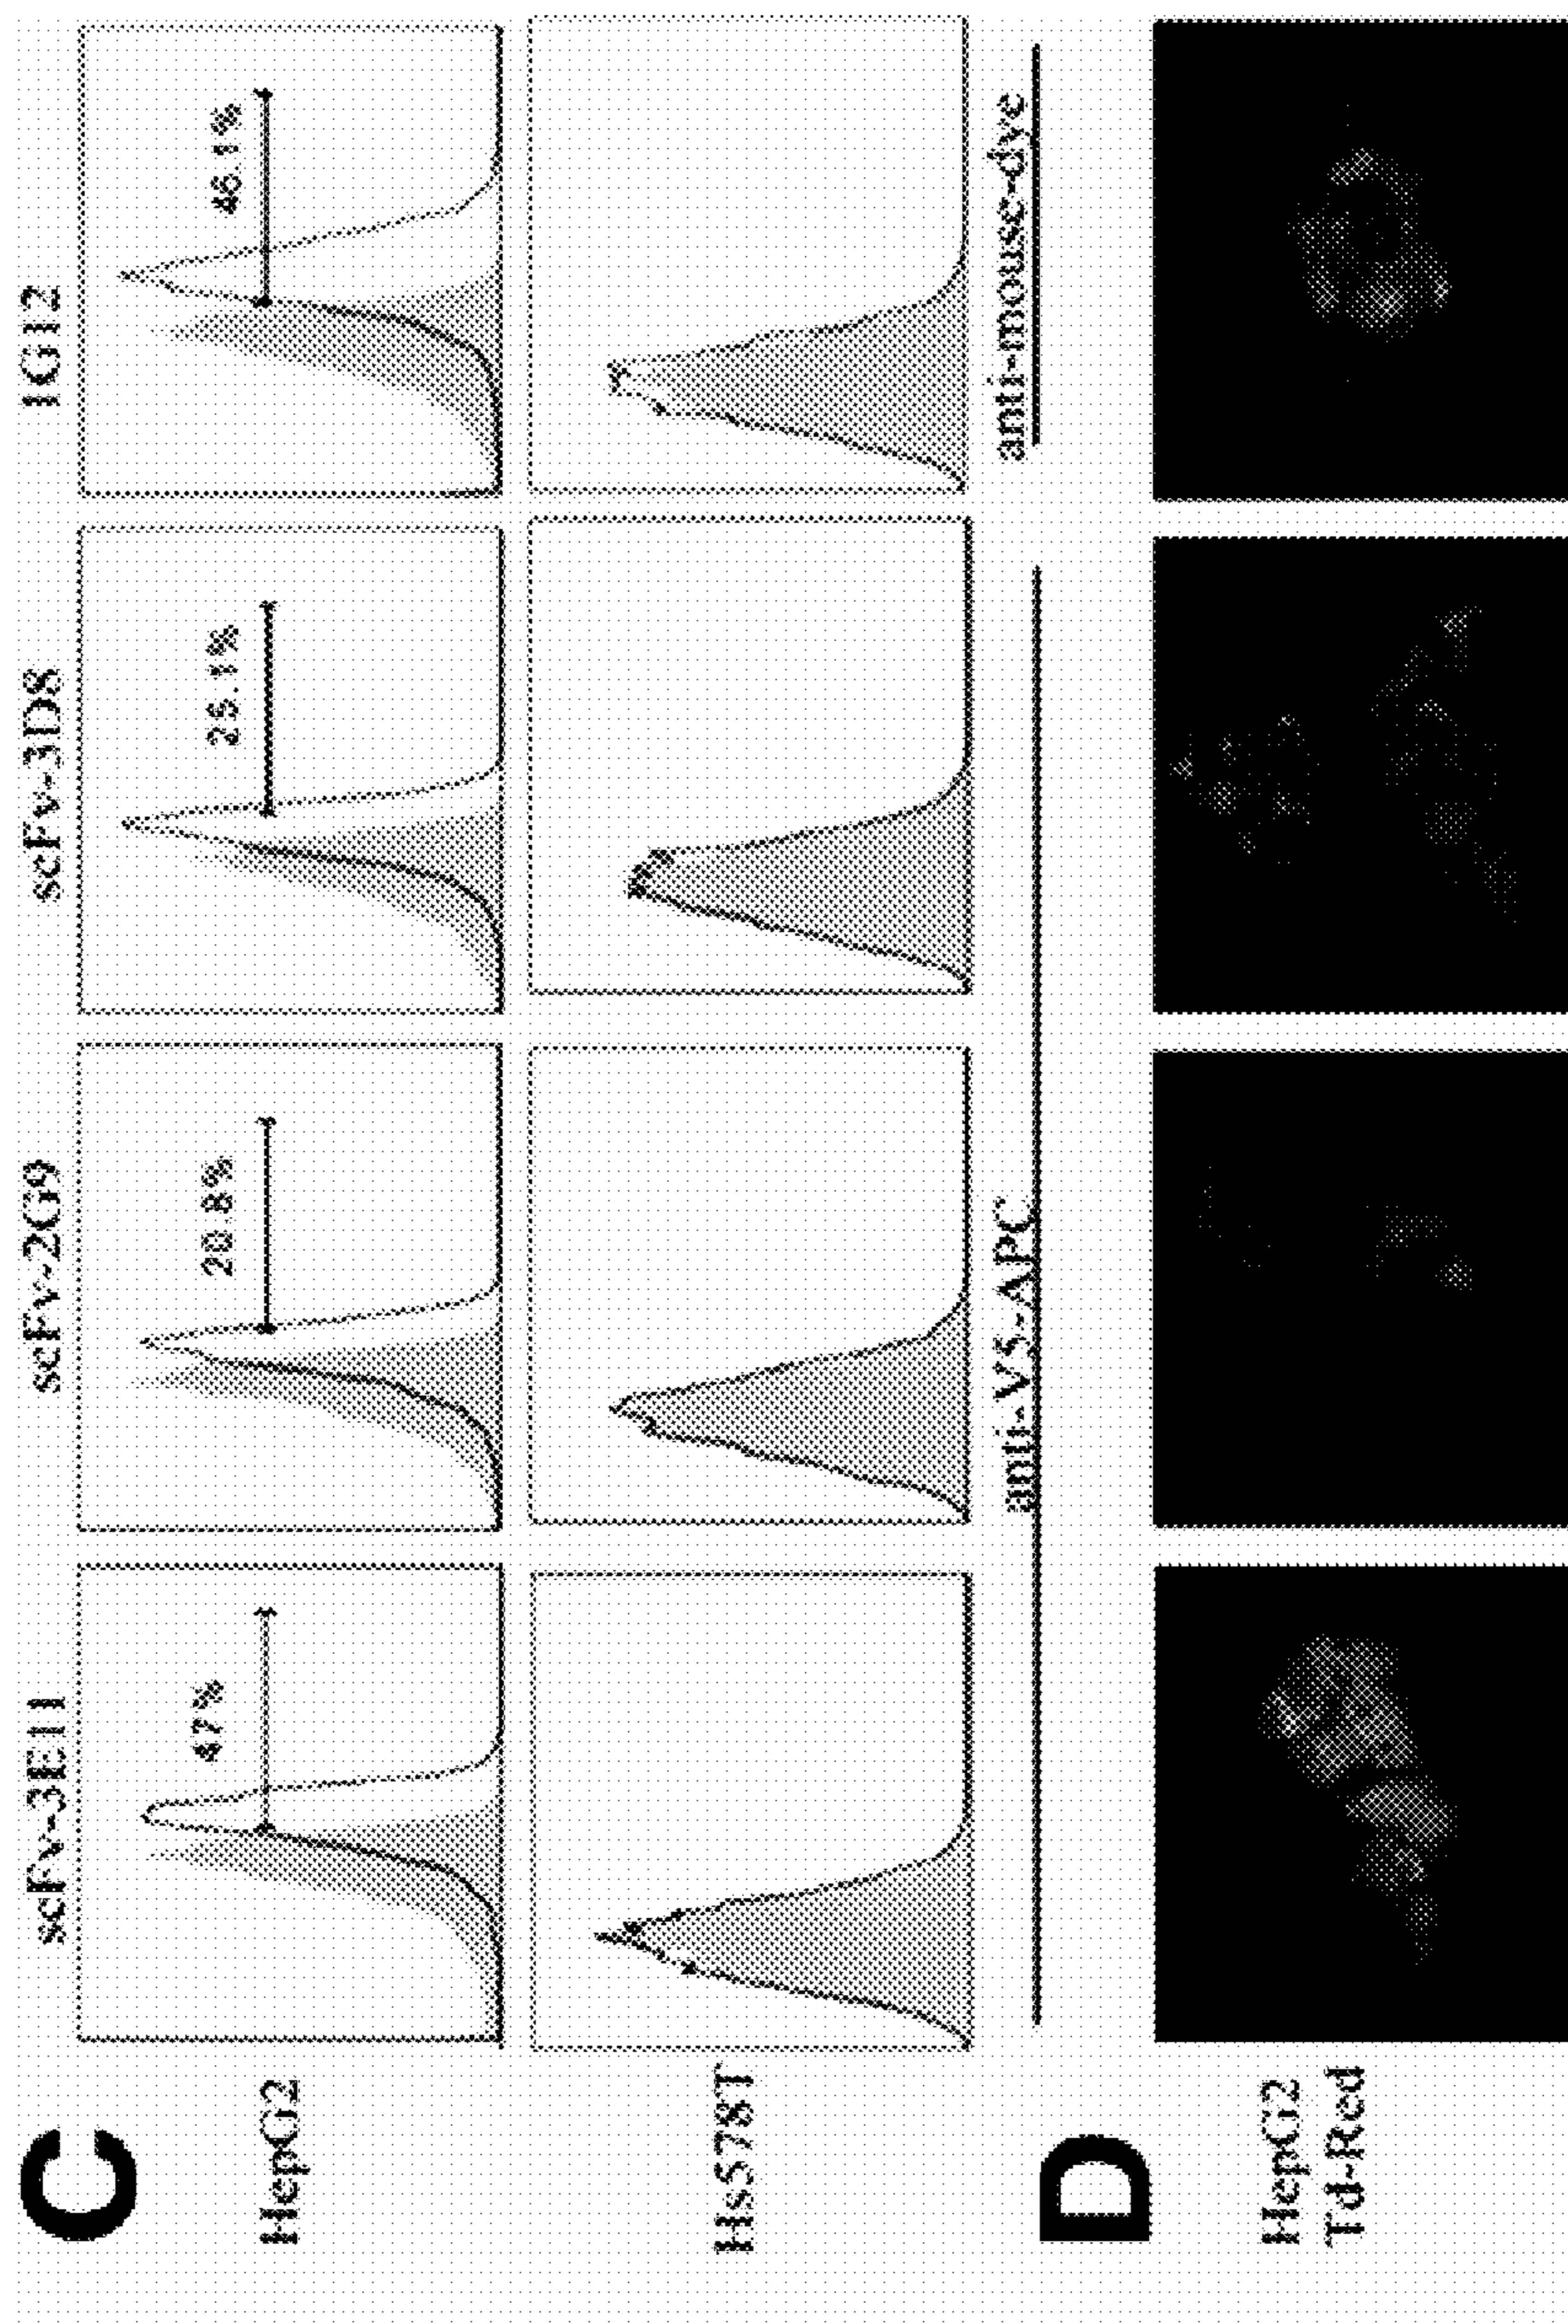 C
scFv-3E11
scFv-2G9
scFv-3D8
1G12
HepG2
47%
20.8%
25.1%
46.1%
Hs578T
anti-V5-APC
anti-mouse-dye
D
HepG2
Td-Red